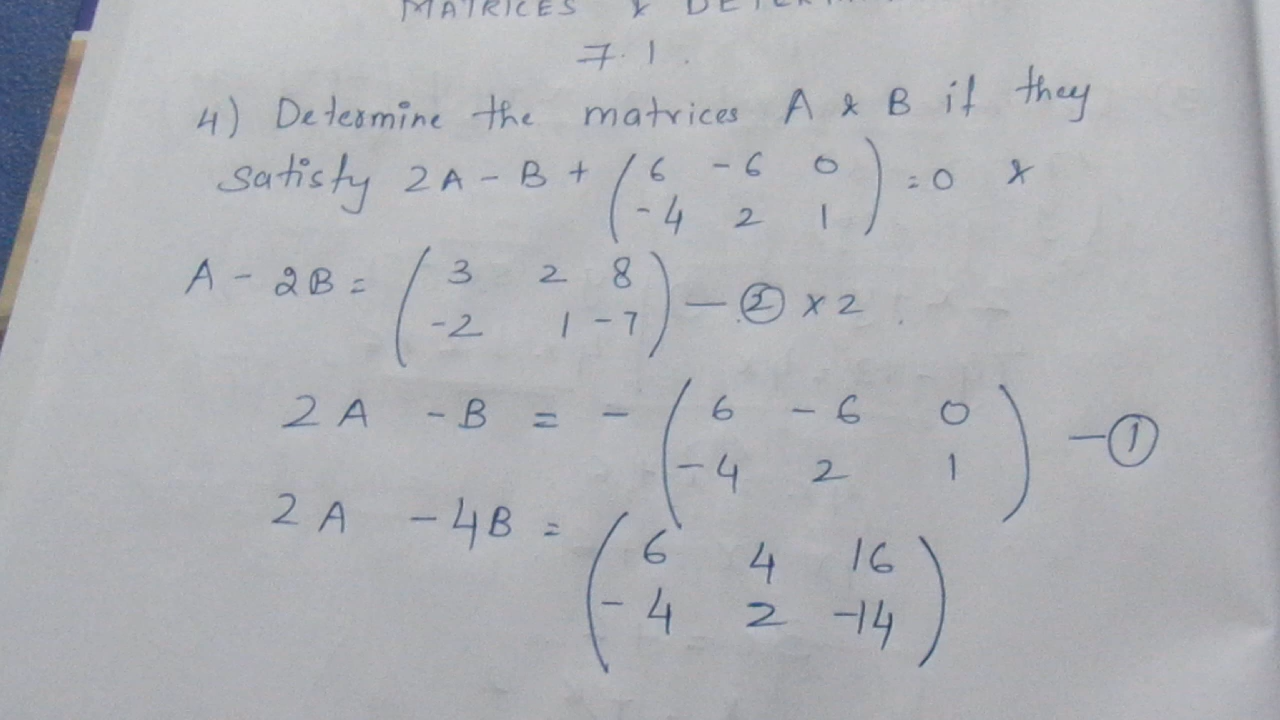 MATRICES &
7.1.
4) Determine the matrices A & B if they
satisfy 2A - B + ( 6 -6 0 ) = 0 &
( -4 2 1 )
A - 2B = ( 3 2 8 ) — ② × 2
( -2 1 -7 )
2A - B = - ( 6 -6 0 ) — ①
( -4 2 1 )
2A - 4B = ( 6 4 16 )
( -4 2 -14 )